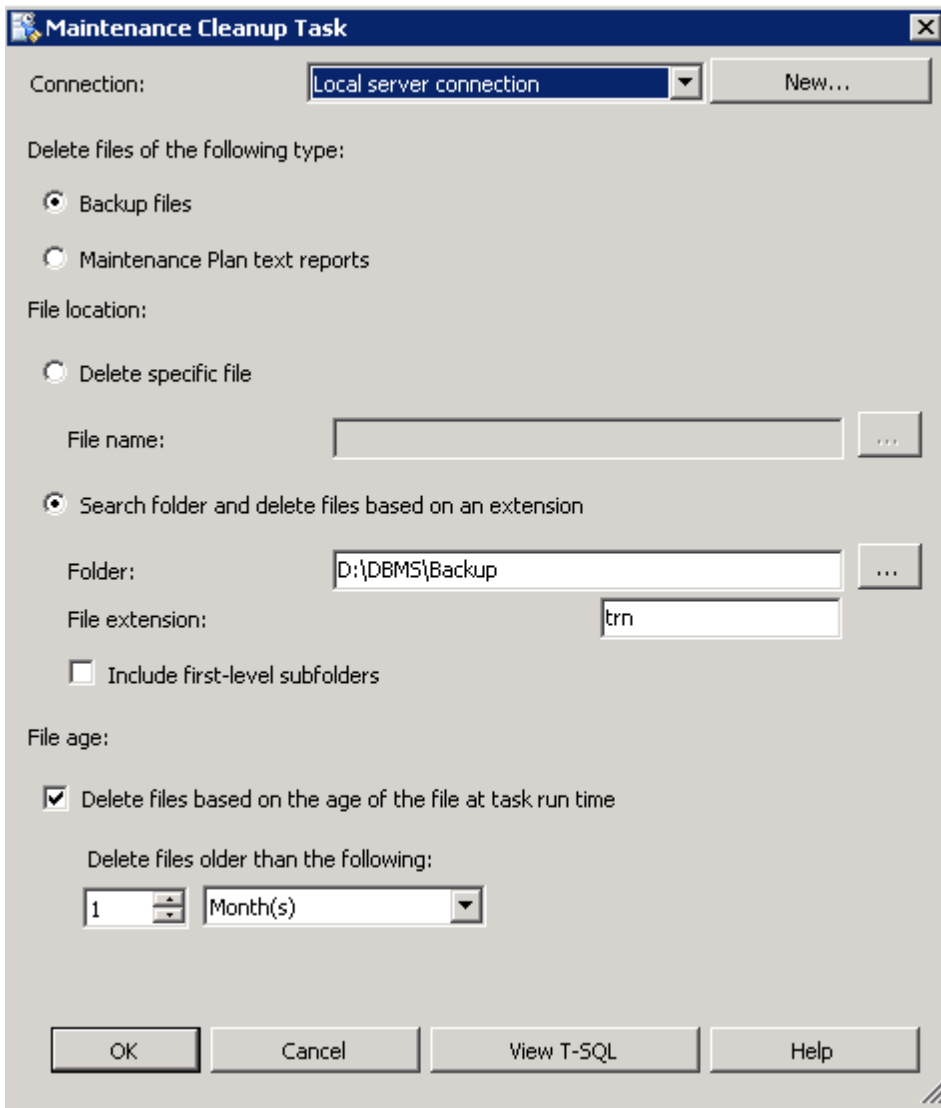 Maintenance Cleanup Task
Connection: Local server connection New...
Delete files of the following type:
Backup files
Maintenance Plan text reports
File location:
Delete specific file
File name: ...
Search folder and delete files based on an extension
Folder: D:\DBMS\Backup ...
File extension: trn
Include first-level subfolders
File age:
Delete files based on the age of the file at task run time
Delete files older than the following:
1 Month(s)
OK Cancel View T-SQL Help